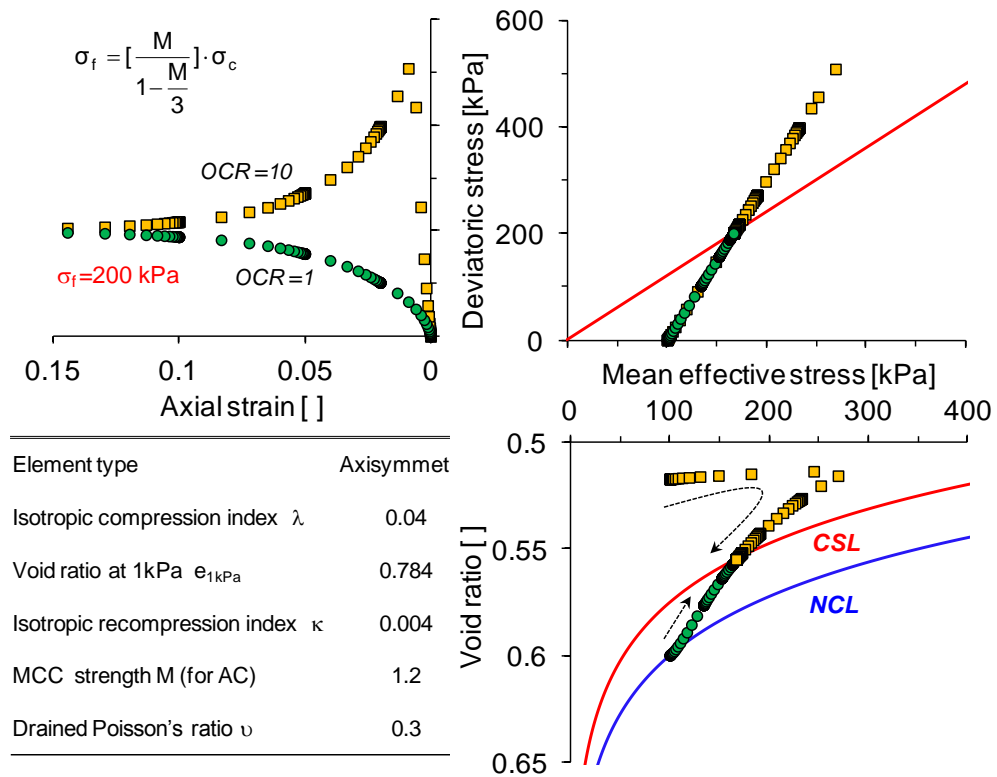 σf = [ M / (1 − M/3) ] · σc
OCR=10
OCR=1
σf=200 kPa
0.15
0.1
0.05
0
Axial strain [ ]
Deviatoric stress [kPa]
600
400
200
0
Mean effective stress [kPa]
0
100
200
300
400
Void ratio [ ]
0.5
0.55
0.6
0.65
CSL
NCL
Element type Axisymmet
Isotropic compression index λ 0.04
Void ratio at 1kPa e1kPa 0.784
Isotropic recompression index κ 0.004
MCC strength M (for AC) 1.2
Drained Poisson's ratio υ 0.3